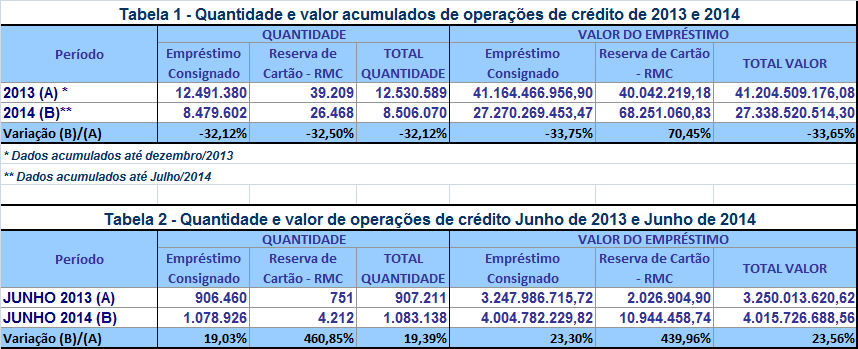 Tabela 1 - Quantidade e valor acumulados de operações de crédito de 2013 e 2014
Período QUANTIDADE VALOR DO EMPRÉSTIMO
Empréstimo Consignado Reserva de Cartão - RMC TOTAL QUANTIDADE Empréstimo Consignado Reserva de Cartão - RMC TOTAL VALOR
2013 (A) * 12.491.380 39.209 12.530.589 41.164.466.956,90 40.042.219,18 41.204.509.176,08
2014 (B)** 8.479.602 26.468 8.506.070 27.270.269.453,47 68.251.060,83 27.338.520.514,30
Variação (B)/(A) -32,12% -32,50% -32,12% -33,75% 70,45% -33,65%
* Dados acumulados até dezembro/2013
** Dados acumulados até Julho/2014
Tabela 2 - Quantidade e valor de operações de crédito Junho de 2013 e Junho de 2014
Período QUANTIDADE VALOR DO EMPRÉSTIMO
Empréstimo Consignado Reserva de Cartão - RMC TOTAL QUANTIDADE Empréstimo Consignado Reserva de Cartão - RMC TOTAL VALOR
JUNHO 2013 (A) 906.460 751 907.211 3.247.986.715,72 2.026.904,90 3.250.013.620,62
JUNHO 2014 (B) 1.078.926 4.212 1.083.138 4.004.782.229,82 10.944.458,74 4.015.726.688,56
Variação (B)/(A) 19,03% 460,85% 19,39% 23,30% 439,96% 23,56%